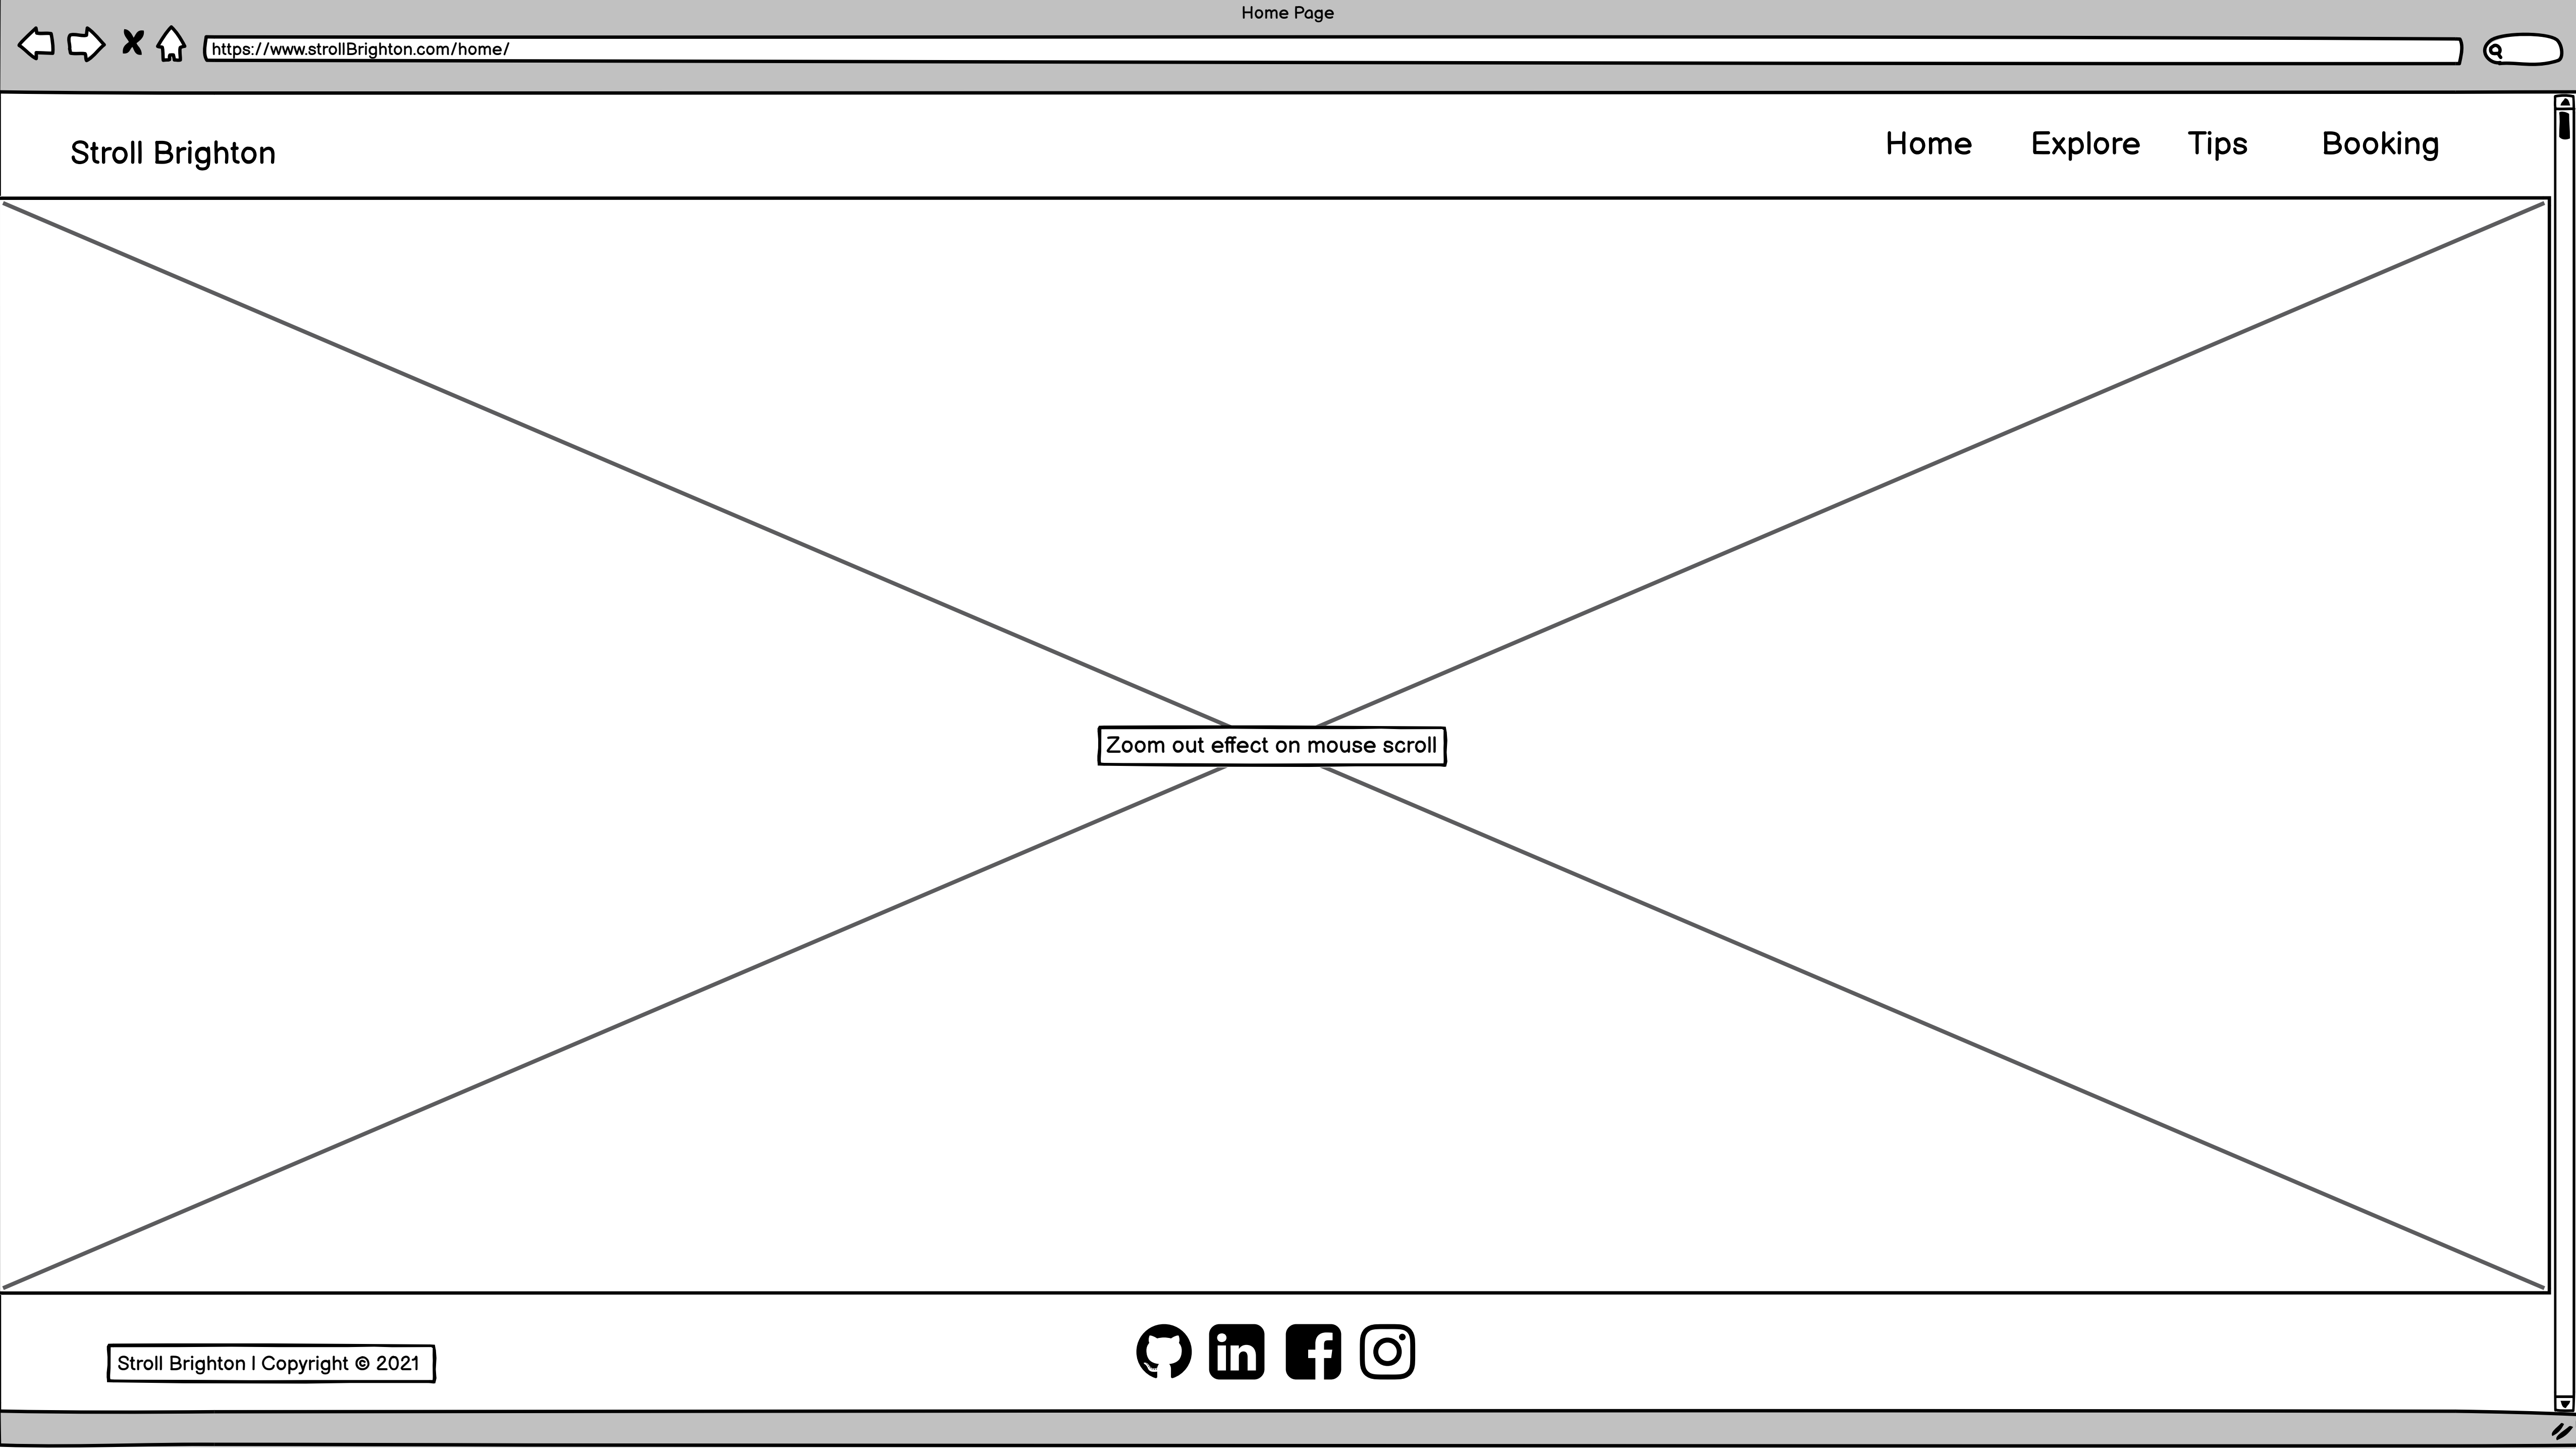 Home Page
https://www.strollBrighton.com/home/
Stroll Brighton
Home Explore Tips Booking
Zoom out effect on mouse scroll
Stroll Brighton | Copyright © 2021
in f